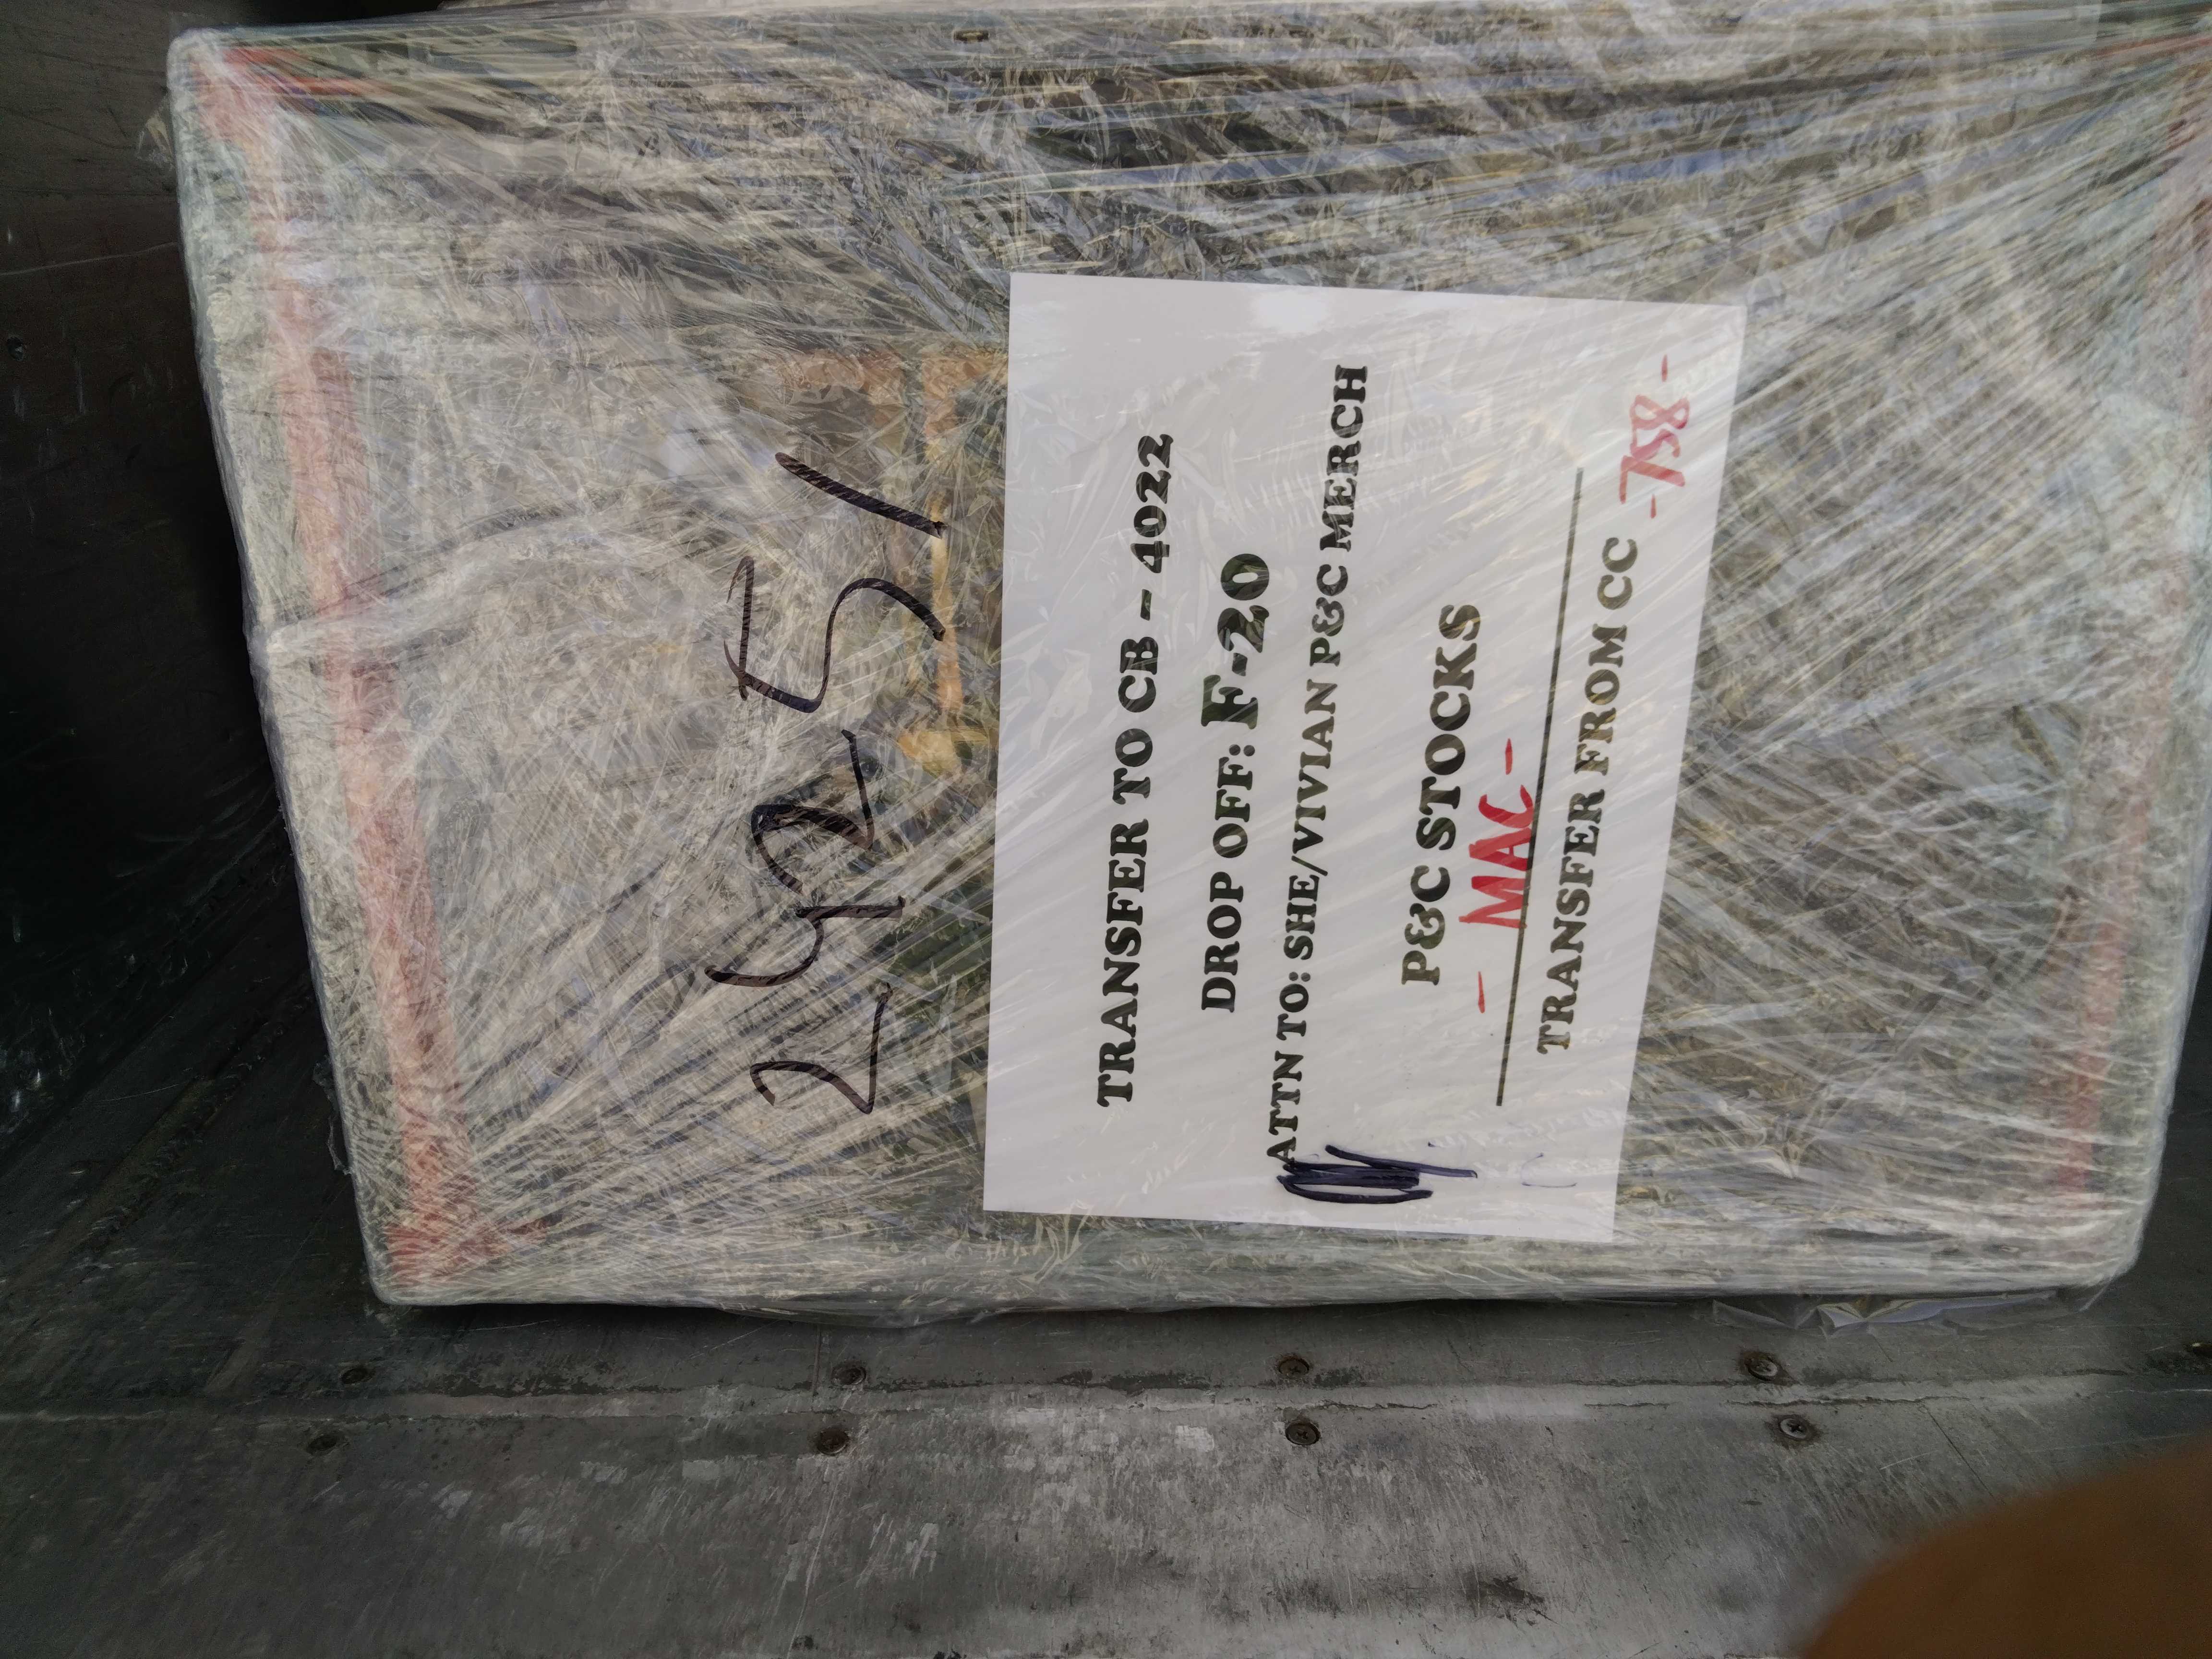 24251
TRANSFER TO CB - 4022
DROP OFF: F-20
ATTN TO: SHE/VIVIAN P&C MERCH
P&C STOCKS
- MAC -
TRANSFER FROM CC -758-